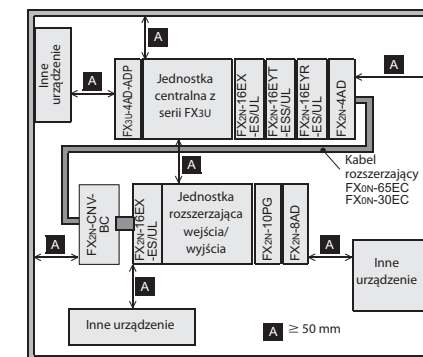 Inne
urządzenie
A
A
A
FX3U-4AD-ADP
Jednostka
centralna z
serii FX3U
FX2N-16EX
-ES/UL
FX2N-16EYT
-ESS/UL
FX2N-16EYR
-ES/UL
FX2N-4AD
A
Kabel
rozszerzający
FX0N-65EC
FX0N-30EC
FX2N-CNV-
BC
FX2N-16EX
-ES/UL
Jednostka
rozszerzająca
wejścia/
wyjścia
FX2N-10PG
FX2N-8AD
A
A
A
Inne
urządzenie
Inne urządzenie
A ≥ 50 mm